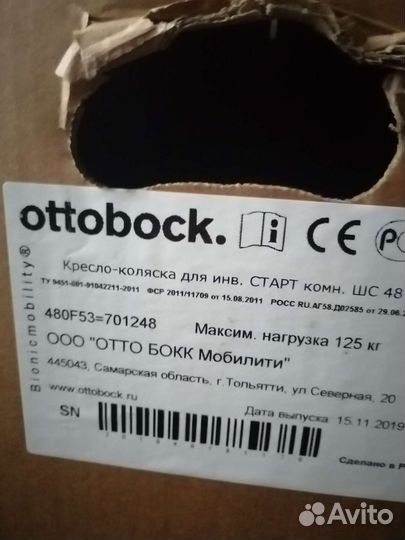 ottobock. i CE
Bionicmobility®
Кресло-коляска для инв. СТАРТ комн. ШС 48
ТУ 9451-001-91042211-2011 ФСР 2011/11709 от 15.08.2011 РОСС RU.АГ58.Д02585 от 29.06.2
480F53=701248 Максим. нагрузка 125 кг
ООО "ОТТО БОКК Мобилити"
445043, Самарская область, г.Тольятти, ул Северная, 20
www.ottobock.ru
Дата выпуска 15.11.2019
SN
Сделано в Р
Avito